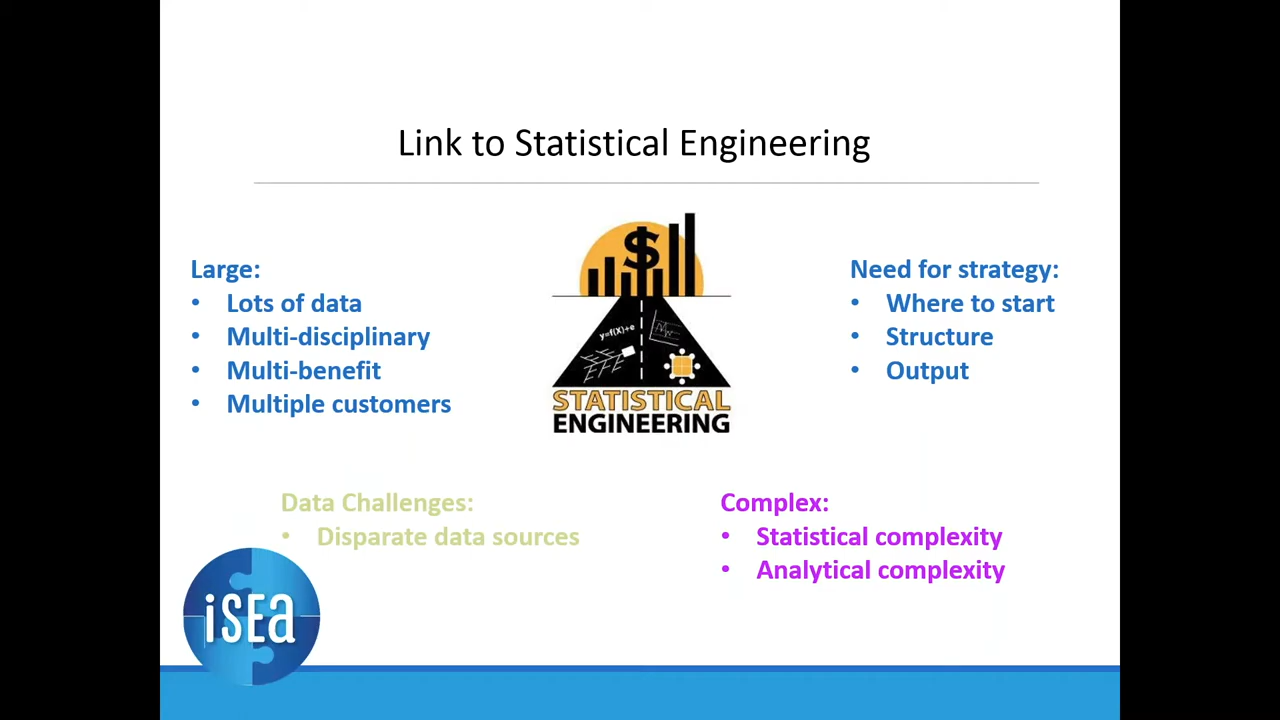 Link to Statistical Engineering
Large:
• Lots of data
• Multi-disciplinary
• Multi-benefit
• Multiple customers
$
y=f(X)+e
STATISTICAL
ENGINEERING
Need for strategy:
• Where to start
• Structure
• Output
Data Challenges:
• Disparate data sources
Complex:
• Statistical complexity
• Analytical complexity
iSEa